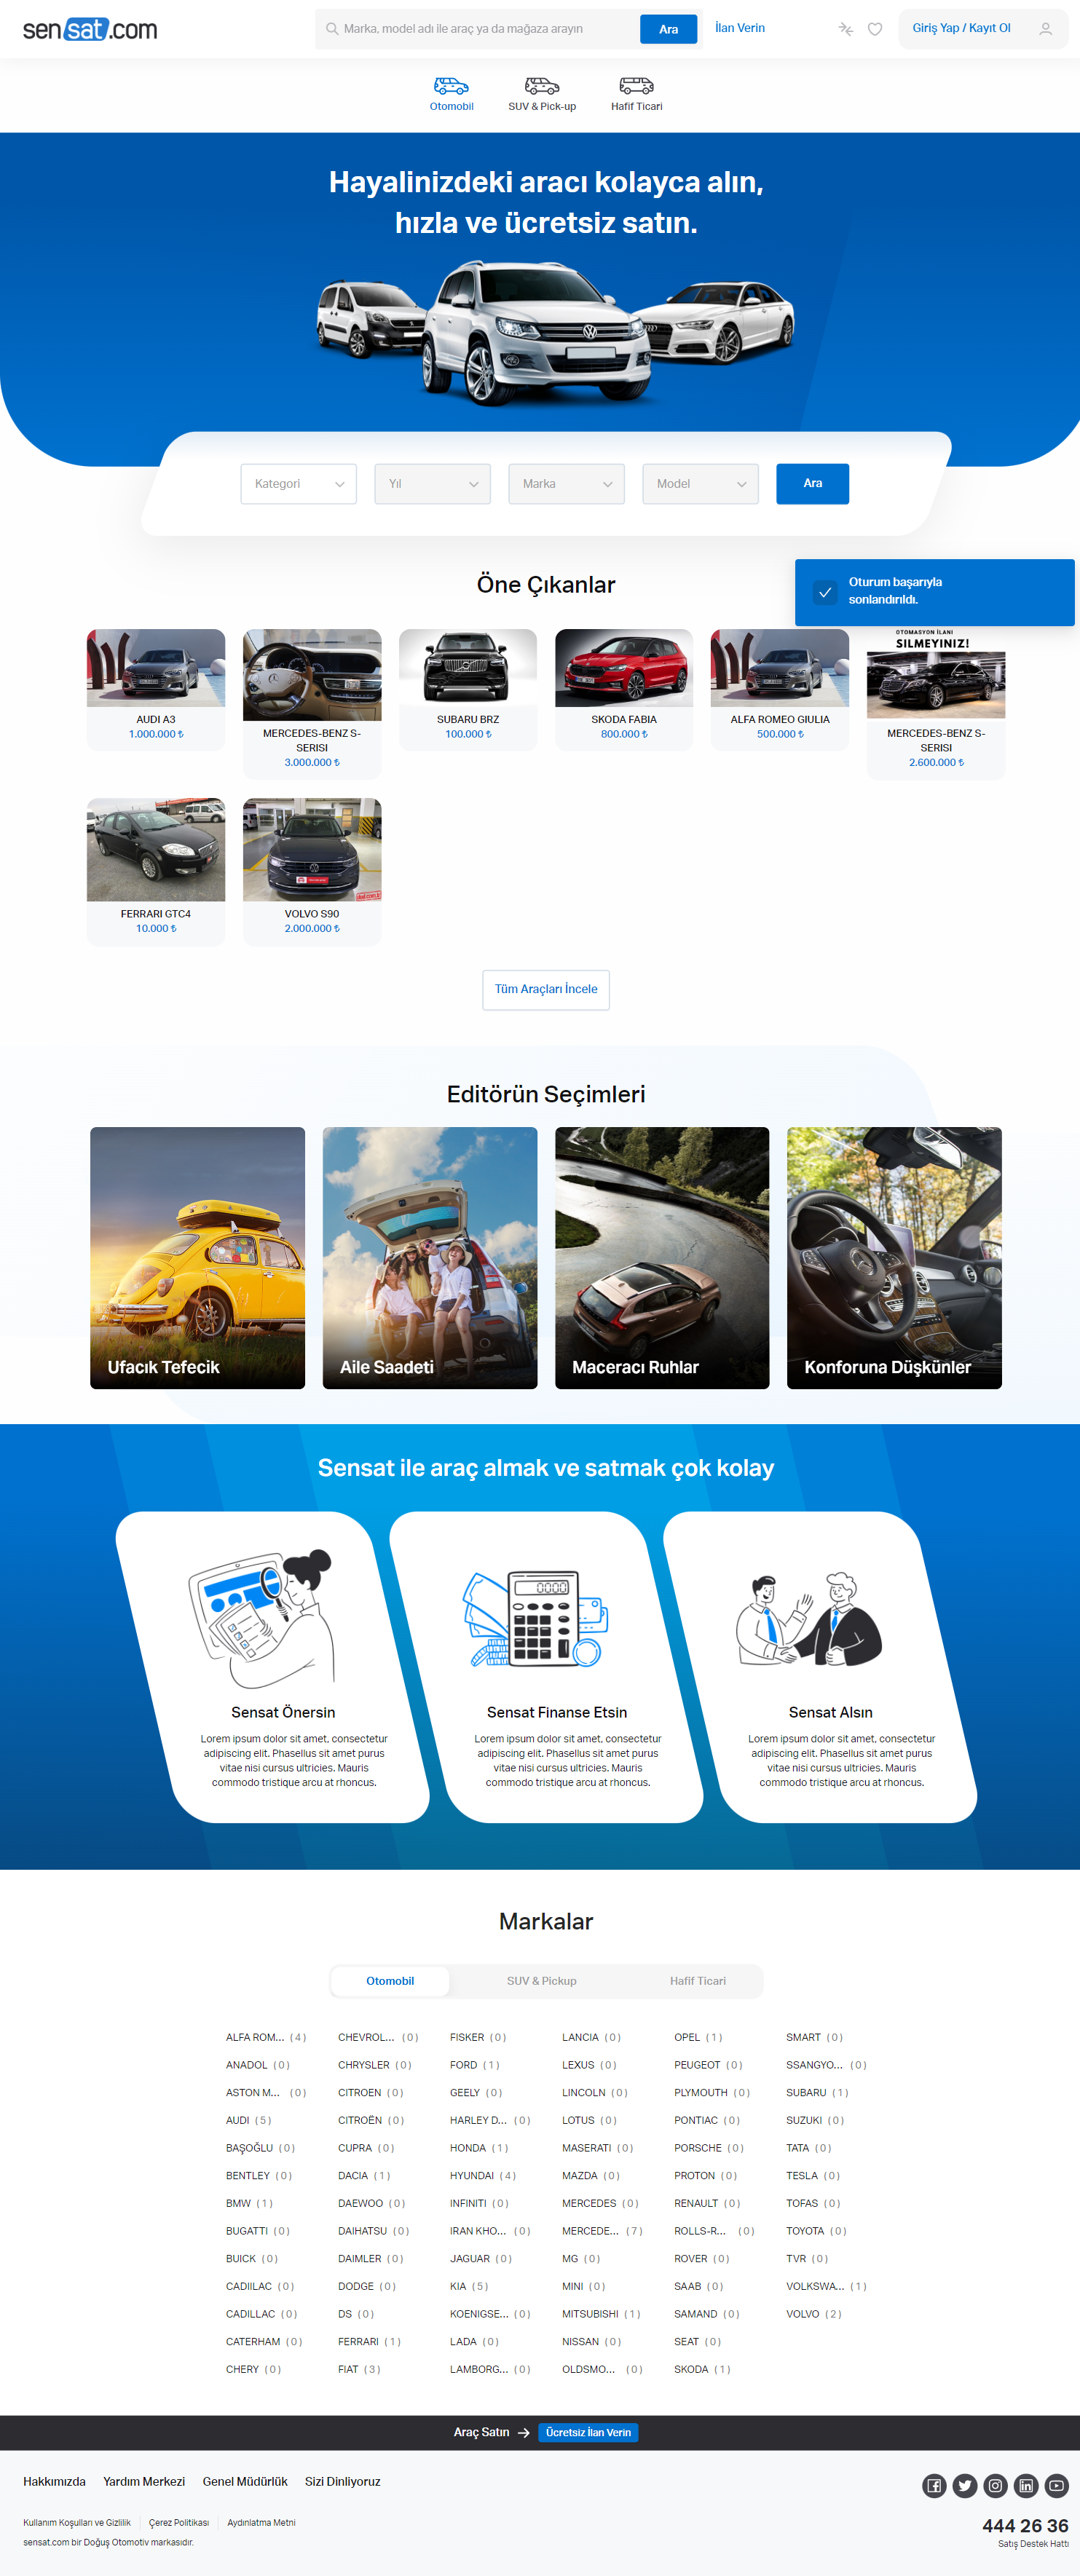 sensat.com
Marka, model adı ile araç ya da mağaza arayın
Ara
İlan Verin
Giriş Yap / Kayıt Ol
Otomobil
SUV & Pick-up
Hafif Ticari
Hayalinizdeki aracı kolayca alın,
hızla ve ücretsiz satın.
Kategori
Yıl
Marka
Model
Ara
Öne Çıkanlar
Oturum başarıyla
sonlandırıldı.
AUDI A3
1.000.000 ₺
MERCEDES-BENZ S-
SERISI
3.000.000 ₺
SUBARU BRZ
100.000 ₺
SKODA FABIA
800.000 ₺
ALFA ROMEO GIULIA
500.000 ₺
OTOMASYON İLANI
SILMEYINIZ!
MERCEDES-BENZ S-
SERISI
2.600.000 ₺
FERRARI GTC4
10.000 ₺
VOLVO S90
2.000.000 ₺
Tüm Araçları İncele
Editörün Seçimleri
Ufacık Tefecik
Aile Saadeti
Maceracı Ruhlar
Konforuna Düşkünler
Sensat ile araç almak ve satmak çok kolay
Sensat Önersin
Lorem ipsum dolor sit amet, consectetur
adipiscing elit. Phasellus sit amet purus
vitae nisi cursus ultricies. Mauris
commodo tristique arcu at rhoncus.
Sensat Finanse Etsin
Lorem ipsum dolor sit amet, consectetur
adipiscing elit. Phasellus sit amet purus
vitae nisi cursus ultricies. Mauris
commodo tristique arcu at rhoncus.
Sensat Alsın
Lorem ipsum dolor sit amet, consectetur
adipiscing elit. Phasellus sit amet purus
vitae nisi cursus ultricies. Mauris
commodo tristique arcu at rhoncus.
Markalar
Otomobil
SUV & Pickup
Hafif Ticari
ALFA ROM... (4)
ANADOL (0)
ASTON M... (0)
AUDI (5)
BAŞOĞLU (0)
BENTLEY (0)
BMW (1)
BUGATTI (0)
BUICK (0)
CADIILAC (0)
CADILLAC (0)
CATERHAM (0)
CHERY (0)
CHEVROL... (0)
CHRYSLER (0)
CITROEN (0)
CITROËN (0)
CUPRA (0)
DACIA (1)
DAEWOO (0)
DAIHATSU (0)
DAIMLER (0)
DODGE (0)
DS (0)
FERRARI (1)
FIAT (3)
FISKER (0)
FORD (1)
GEELY (0)
HARLEY D... (0)
HONDA (1)
HYUNDAI (4)
INFINITI (0)
IRAN KHO... (0)
JAGUAR (0)
KIA (5)
KOENIGSE... (0)
LADA (0)
LAMBORG... (0)
LANCIA (0)
LEXUS (0)
LINCOLN (0)
LOTUS (0)
MASERATI (0)
MAZDA (0)
MERCEDES (0)
MERCEDE... (7)
MG (0)
MINI (0)
MITSUBISHI (1)
NISSAN (0)
OLDSMO... (0)
OPEL (1)
PEUGEOT (0)
PLYMOUTH (0)
PONTIAC (0)
PORSCHE (0)
PROTON (0)
RENAULT (0)
ROLLS-R... (0)
ROVER (0)
SAAB (0)
SAMAND (0)
SEAT (0)
SKODA (1)
SMART (0)
SSANGYO... (0)
SUBARU (1)
SUZUKI (0)
TATA (0)
TESLA (0)
TOFAS (0)
TOYOTA (0)
TVR (0)
VOLKSWA... (1)
VOLVO (2)
Araç Satın
Ücretsiz İlan Verin
Hakkımızda
Yardım Merkezi
Genel Müdürlük
Sizi Dinliyoruz
Kullanım Koşulları ve Gizlilik
Çerez Politikası
Aydınlatma Metni
sensat.com bir Doğuş Otomotiv markasıdır.
444 26 36
Satış Destek Hattı